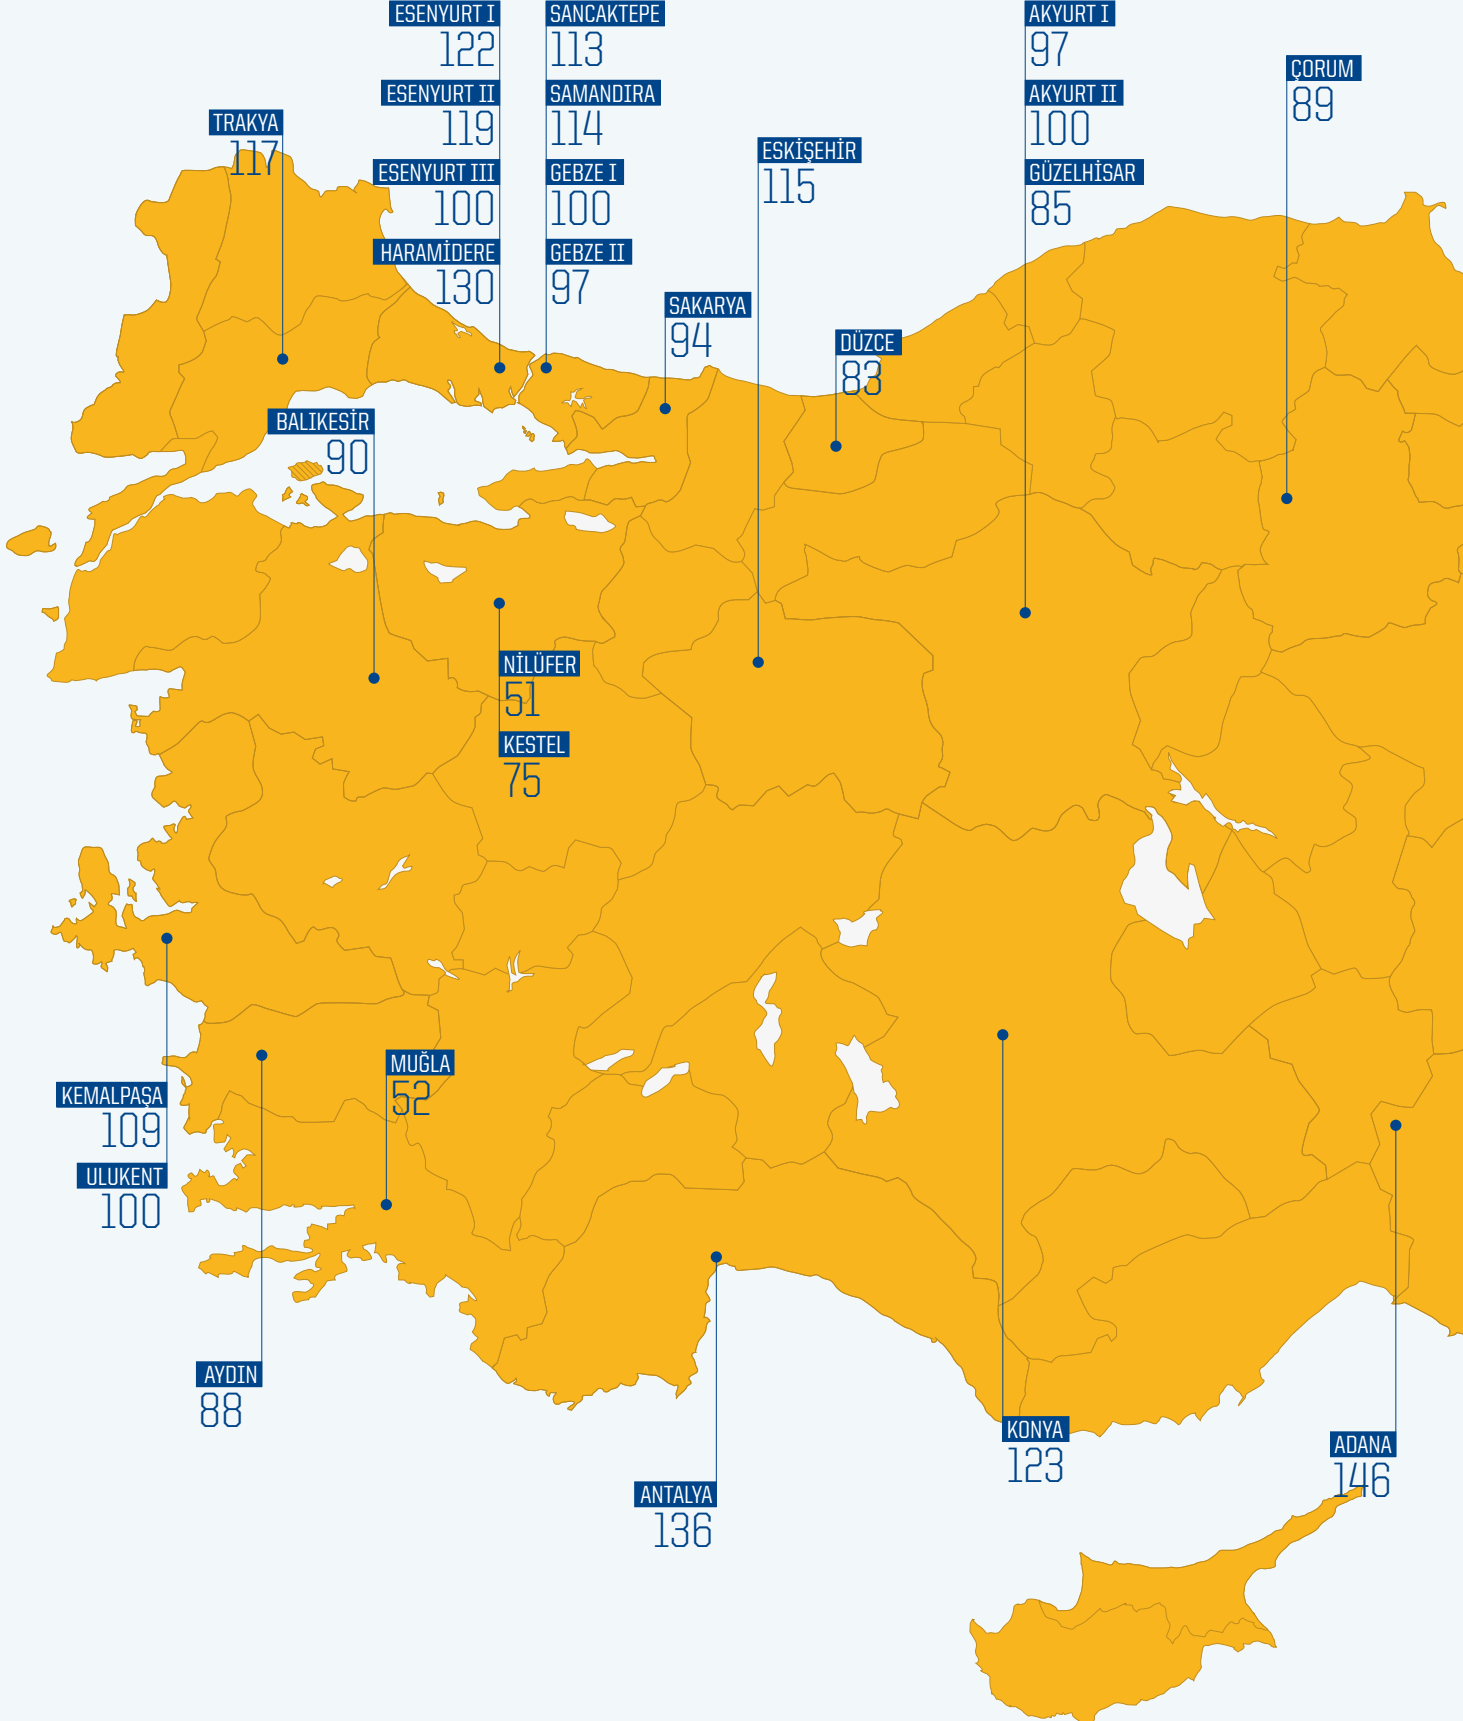 ESENYURT I
122
ESENYURT II
119
ESENYURT III
100
HARAMİDERE
130
SANCAKTEPE
113
SAMANDIRA
114
GEBZE I
100
GEBZE II
97
AKYURT I
97
AKYURT II
100
GÜZELHİSAR
85
ÇORUM
89
TRAKYA
117
ESKİŞEHİR
115
SAKARYA
94
DÜZCE
83
BALIKESİR
90
NİLÜFER
51
KESTEL
75
MUĞLA
52
KEMALPAŞA
109
ULUKENT
100
AYDIN
88
KONYA
123
ADANA
146
ANTALYA
136